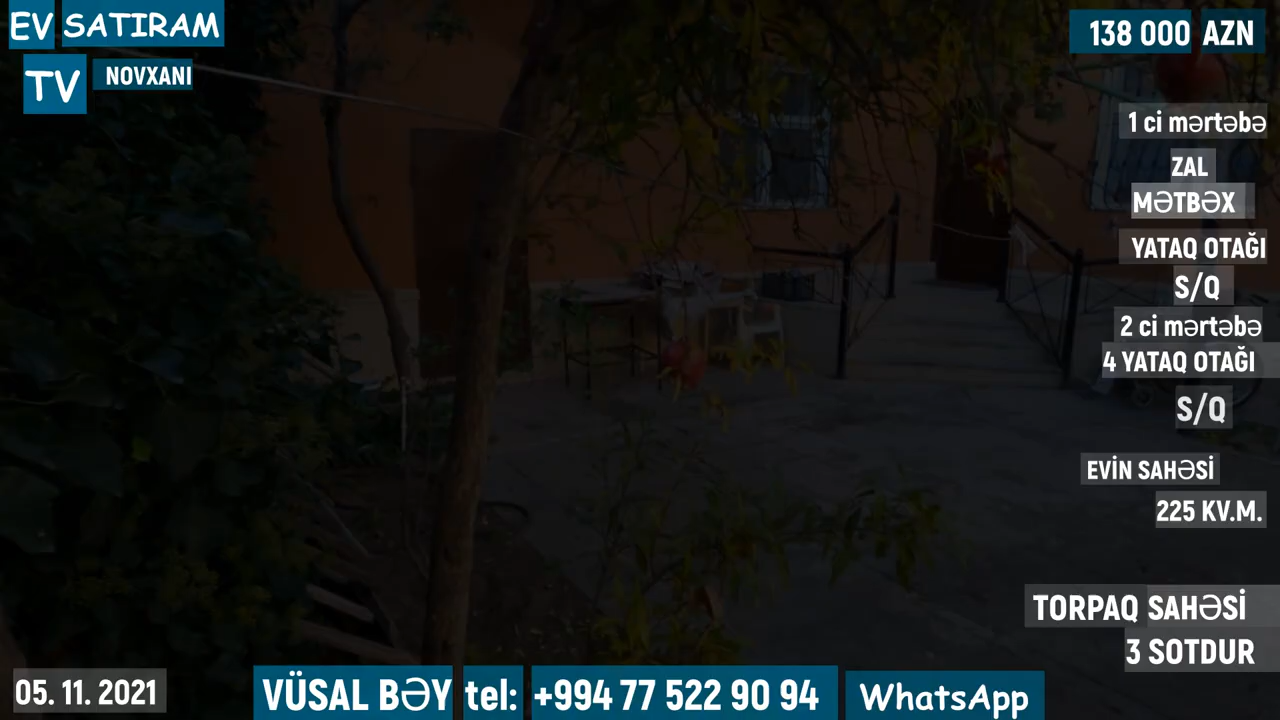 EV SATIRAM
TV NOVXANI
138 000 AZN
1 ci mərtəbə
ZAL
MƏTBƏX
YATAQ OTAĞI
S/Q
2 ci mərtəbə
4 YATAQ OTAĞI
S/Q
EVİN SAHƏSİ
225 KV.M.
TORPAQ SAHƏSİ
3 SOTDUR
05. 11. 2021
VÜSAL BƏY tel: +994 77 522 90 94 WhatsApp